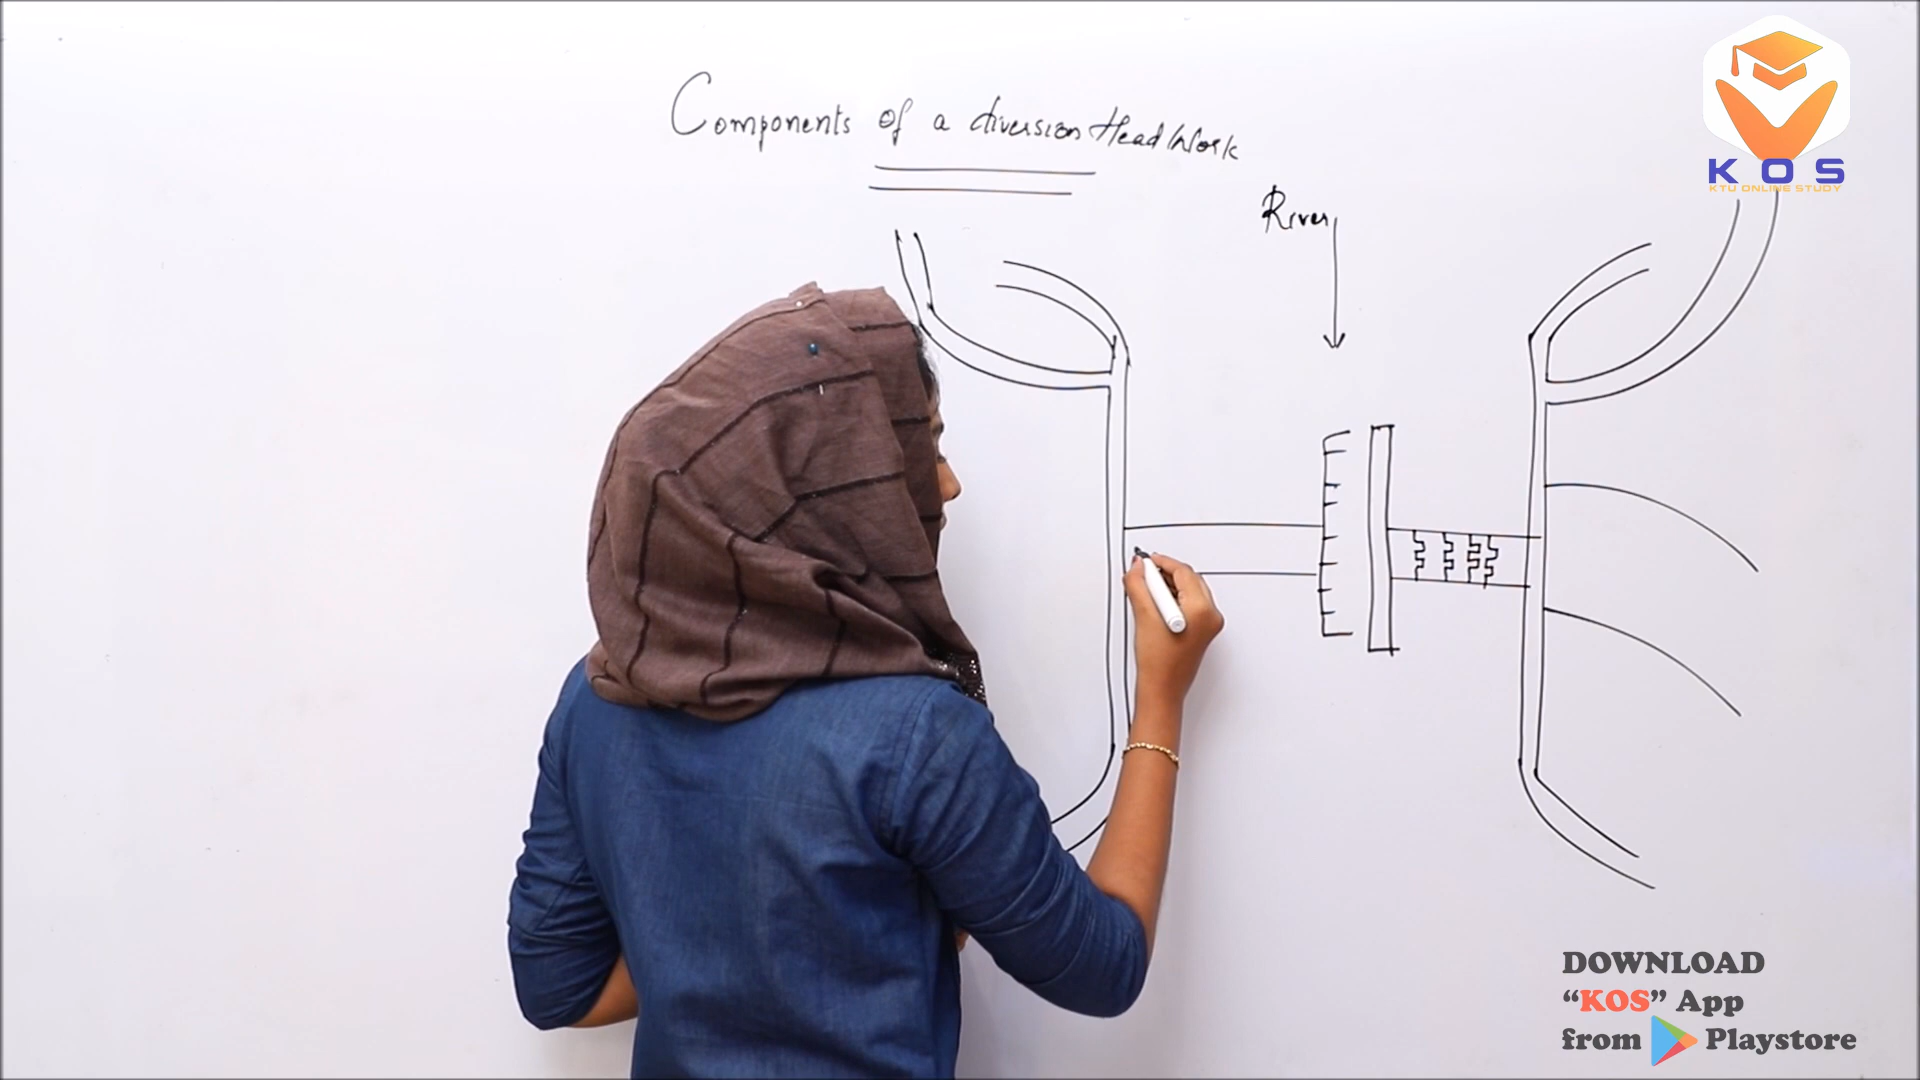 Components of a diversion Head Work
River
KOS
KTU ONLINE STUDY
DOWNLOAD
“KOS” App
from Playstore